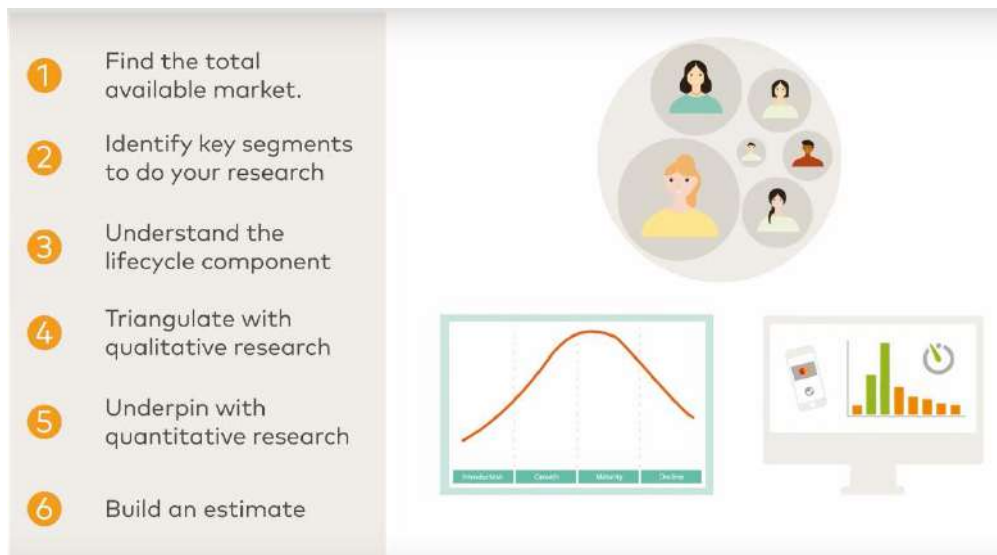 1
Find the total
available market.
2
Identify key segments
to do your research
3
Understand the
lifecycle component
4
Triangulate with
qualitative research
5
Underpin with
quantitative research
6
Build an estimate
Introduction Growth Maturity Decline